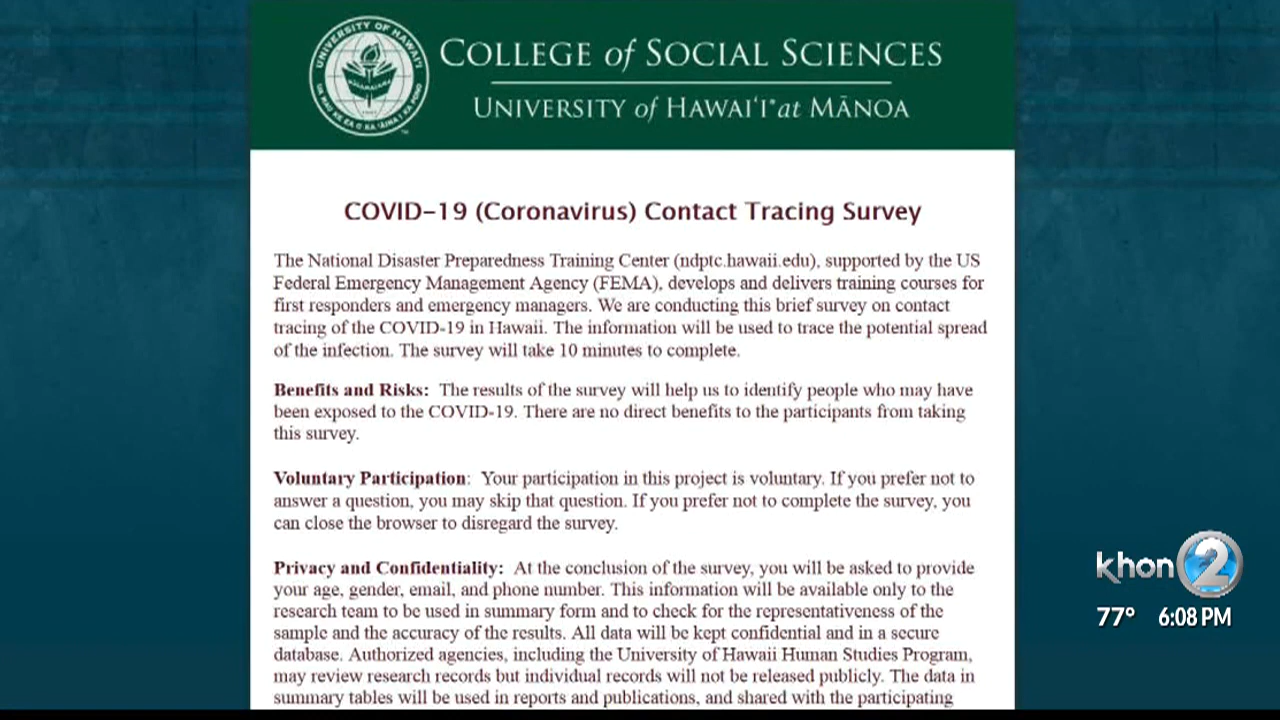 UNIVERSITY OF HAWAI'I
COLLEGE of SOCIAL SCIENCES
UNIVERSITY of HAWAIʻI® at MĀNOA
COVID-19 (Coronavirus) Contact Tracing Survey
The National Disaster Preparedness Training Center (ndptc.hawaii.edu), supported by the US
Federal Emergency Management Agency (FEMA), develops and delivers training courses for
first responders and emergency managers. We are conducting this brief survey on contact
tracing of the COVID-19 in Hawaii. The information will be used to trace the potential spread
of the infection. The survey will take 10 minutes to complete.
Benefits and Risks: The results of the survey will help us to identify people who may have
been exposed to the COVID-19. There are no direct benefits to the participants from taking
this survey.
Voluntary Participation: Your participation in this project is voluntary. If you prefer not to
answer a question, you may skip that question. If you prefer not to complete the survey, you
can close the browser to disregard the survey.
Privacy and Confidentiality: At the conclusion of the survey, you will be asked to provide
your age, gender, email, and phone number. This information will be available only to the
research team to be used in summary form and to check for the representativeness of the
sample and the accuracy of the results. All data will be kept confidential and in a secure
database. Authorized agencies, including the University of Hawaii Human Studies Program,
may review research records but individual records will not be released publicly. The data in
summary tables will be used in reports and publications, and shared with the participating
khon 2
77° 6:08 PM